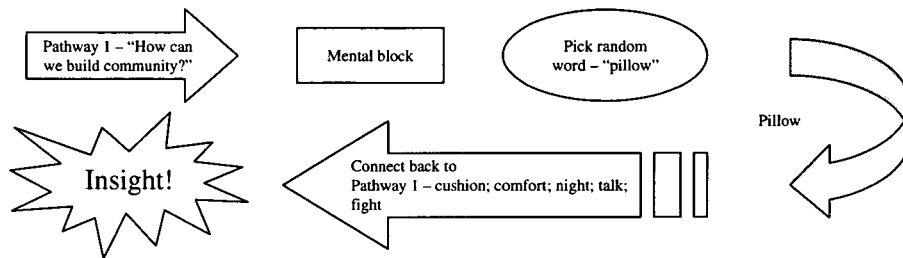 Pathway 1 – “How can
we build community?”
Mental block
Pick random
word – “pillow”
Pillow
Connect back to
Pathway 1 – cushion; comfort; night; talk;
fight
Insight!